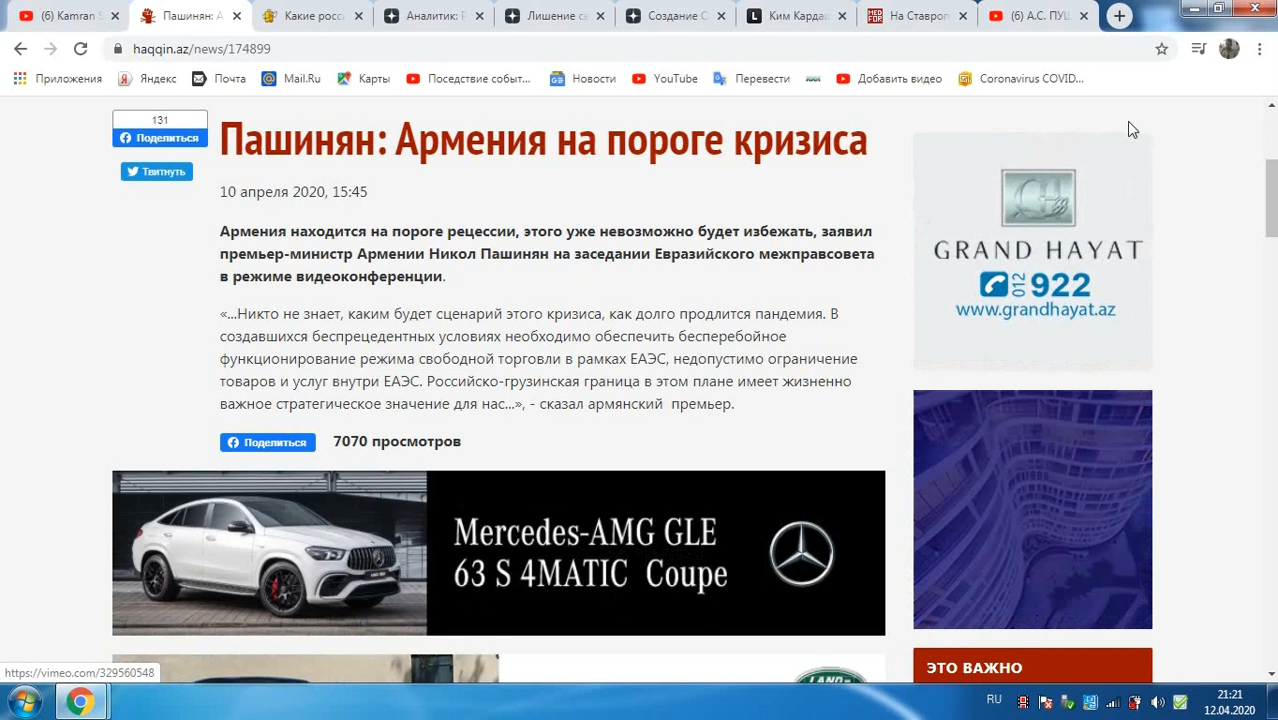 (6) Kamran S
Пашинян: А
Какие росс
Аналитик: Р
Лишение св
Создание С
Ким Кардаш
MED FOR
На Ставроп
(6) А.С. ПУШ
haqqin.az/news/174899
Приложения
Яндекс
Почта
Mail.Ru
Карты
Поседствие событ...
Новости
YouTube
Перевести
Добавить видео
Coronavirus COVID...
131
Поделиться
Твитнуть
Пашинян: Армения на пороге кризиса
10 апреля 2020, 15:45
Армения находится на пороге рецессии, этого уже невозможно будет избежать, заявил
премьер-министр Армении Никол Пашинян на заседании Евразийского межправсовета
в режиме видеоконференции.
«...Никто не знает, каким будет сценарий этого кризиса, как долго продлится пандемия. В
создавшихся беспрецедентных условиях необходимо обеспечить бесперебойное
функционирование режима свободной торговли в рамках ЕАЭС, недопустимо ограничение
товаров и услуг внутри ЕАЭС. Российско-грузинская граница в этом плане имеет жизненно
важное стратегическое значение для нас...», - сказал армянский премьер.
Поделиться
7070 просмотров
Mercedes-AMG GLE
63 S 4MATIC Coupe
LAND-
GRAND HAYAT
012 922
www.grandhayat.az
ЭТО ВАЖНО
https://vimeo.com/329560548
RU
21:21
12.04.2020